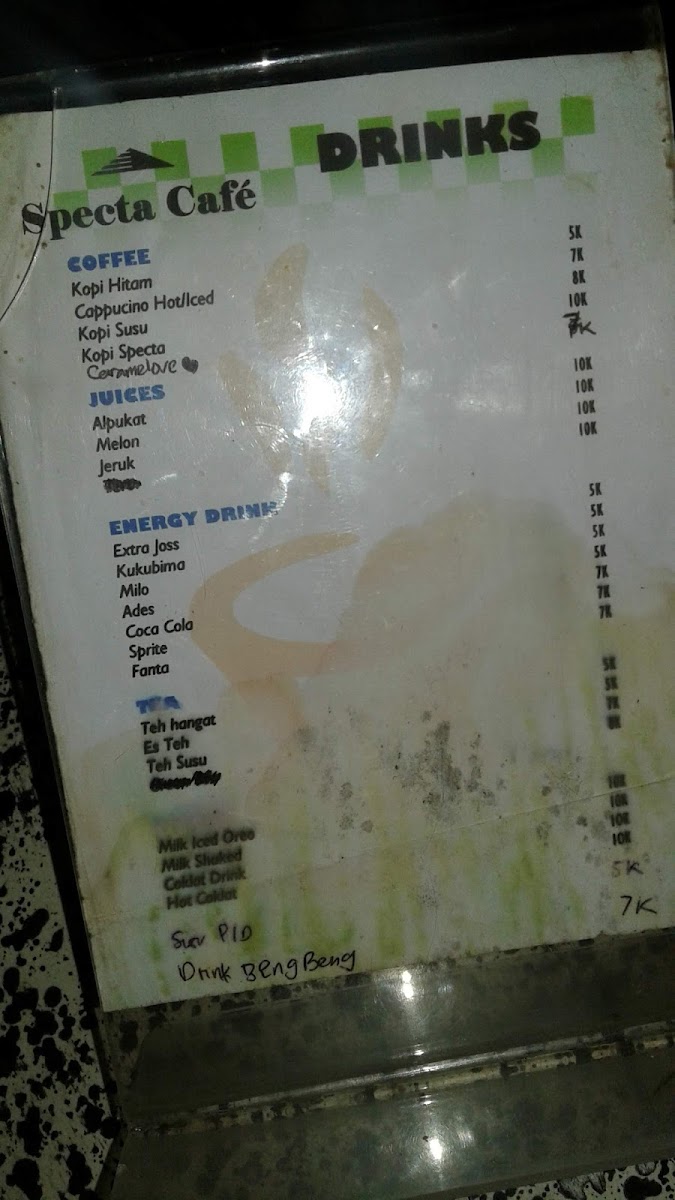 DRINKS
Specta Café
COFFEE
Kopi Hitam 5K
Cappucino Hot/Iced 7K
Kopi Susu 8K
Kopi Specta 10K
Caramelove 7K
JUICES
Alpukat 10K
Melon 10K
Jeruk 10K
10K
ENERGY DRINK
Extra Joss 5K
Kukubima 5K
Milo 5K
Ades 5K
Coca Cola 7K
Sprite 7K
Fanta 7K
TEA
Teh hangat 5K
Es Teh 5K
Teh Susu 7K
8K
Milk Iced Oreo 10K
Milk Shaked 10K
Coklat Drink 10K
Hot Coklat 10K
5K
Drink BengBeng 7K